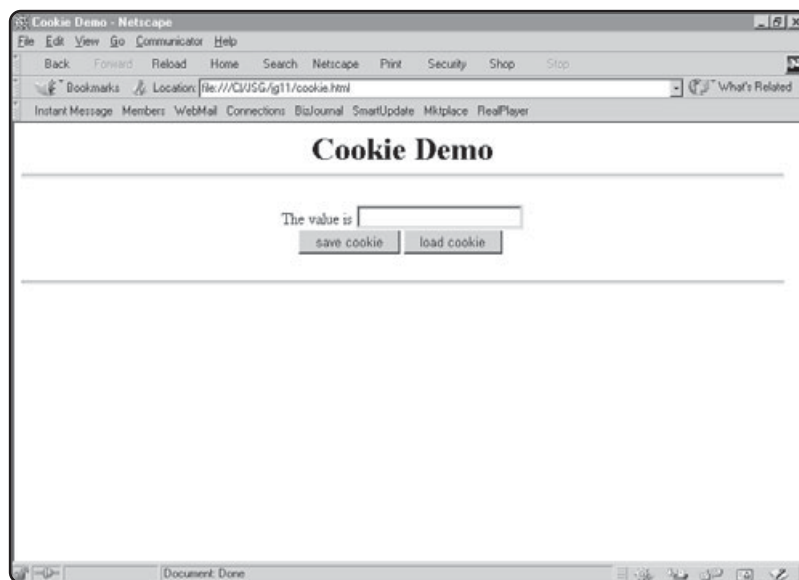 Cookie Demo - Netscape
File Edit View Go Communicator Help
Back Forward Reload Home Search Netscape Print Security Shop Stop
Bookmarks Location: file:///C|/JSG/jg11/cookie.html What's Related
Instant Message Members WebMail Connections BizJournal SmartUpdate Mktplace RealPlayer
Cookie Demo
The value is
save cookie load cookie
Document: Done